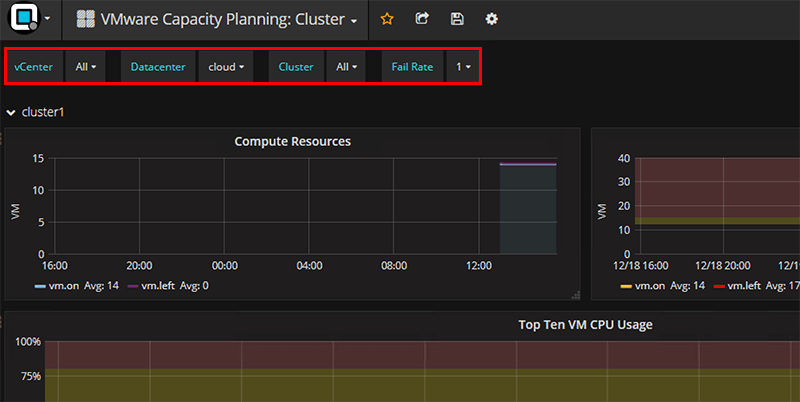 VMware Capacity Planning: Cluster
vCenter All Datacenter cloud Cluster All Fail Rate 1
cluster1
Compute Resources
15
10
5
0
VM
16:00 20:00 00:00 04:00 08:00 12:00
vm.on Avg: 14 vm.left Avg: 0
40
30
20
10
0
VM
12/18 16:00 12/18 20:00 12/19
vm.on Avg: 14 vm.left Avg: 17
Top Ten VM CPU Usage
100%
75%